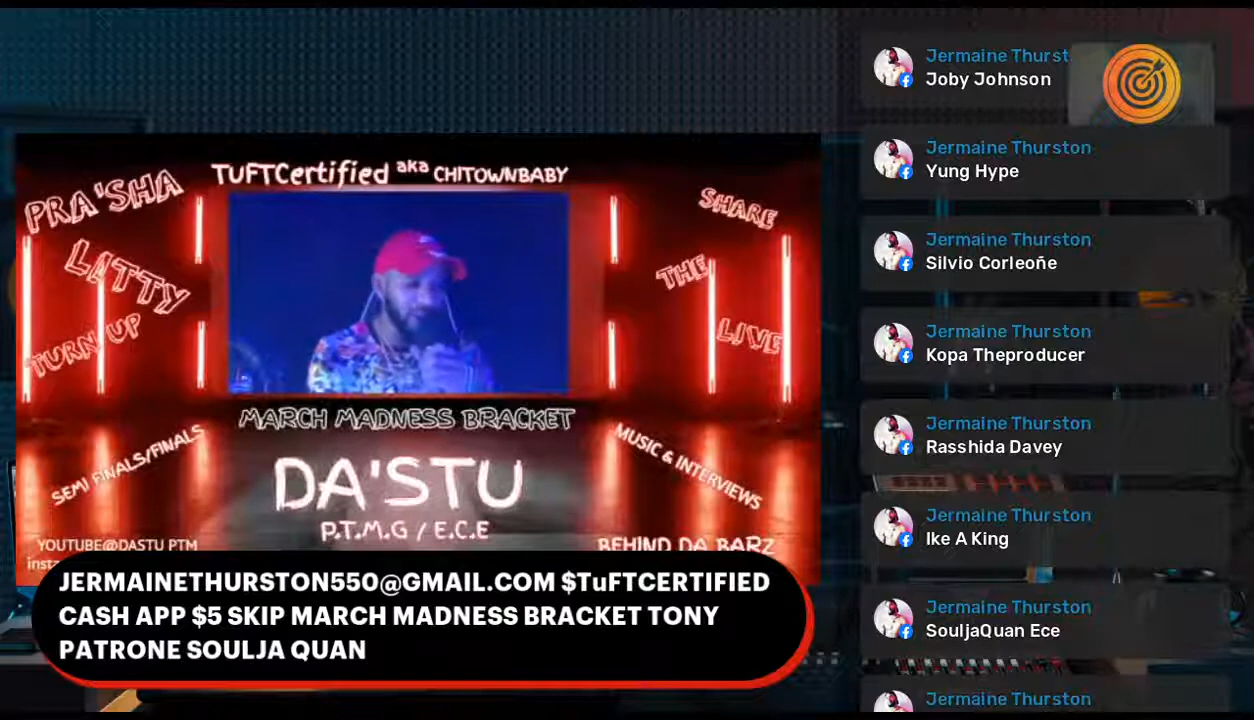 TUFTCertified aka CHITOWNBABY
PRA'SHA
LITTY
TURN UP
SHARE
THE
LIVE
MARCH MADNESS BRACKET
SEMI FINALS/FINALS
MUSIC & INTERVIEWS
DA'STU
P.T.M.G / E.C.E
YOUTUBE@DASTU PTM
BEHIND DA BARZ
JERMAINETHURSTON550@GMAIL.COM $TuFTCERTIFIED
CASH APP $5 SKIP MARCH MADNESS BRACKET TONY
PATRONE SOULJA QUAN
Jermaine Thurst
Joby Johnson
Jermaine Thurston
Yung Hype
Jermaine Thurston
Silvio Corleoñe
Jermaine Thurston
Kopa Theproducer
Jermaine Thurston
Rasshida Davey
Jermaine Thurston
Ike A King
Jermaine Thurston
SouljaQuan Ece
Jermaine Thurston